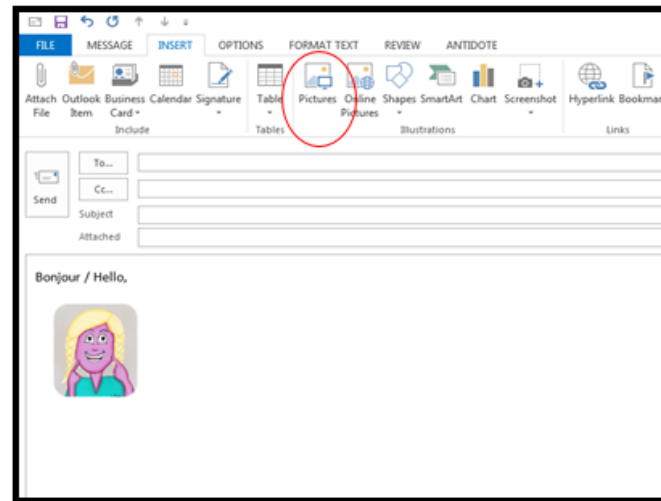 FILE MESSAGE INSERT OPTIONS FORMAT TEXT REVIEW ANTIDOTE
Attach File Outlook Item Business Card Calendar Signature Table Pictures Online Pictures Shapes SmartArt Chart Screenshot Hyperlink
Include Tables Illustrations Links
To...
Cc...
Send
Subject
Attached
Bonjour / Hello,